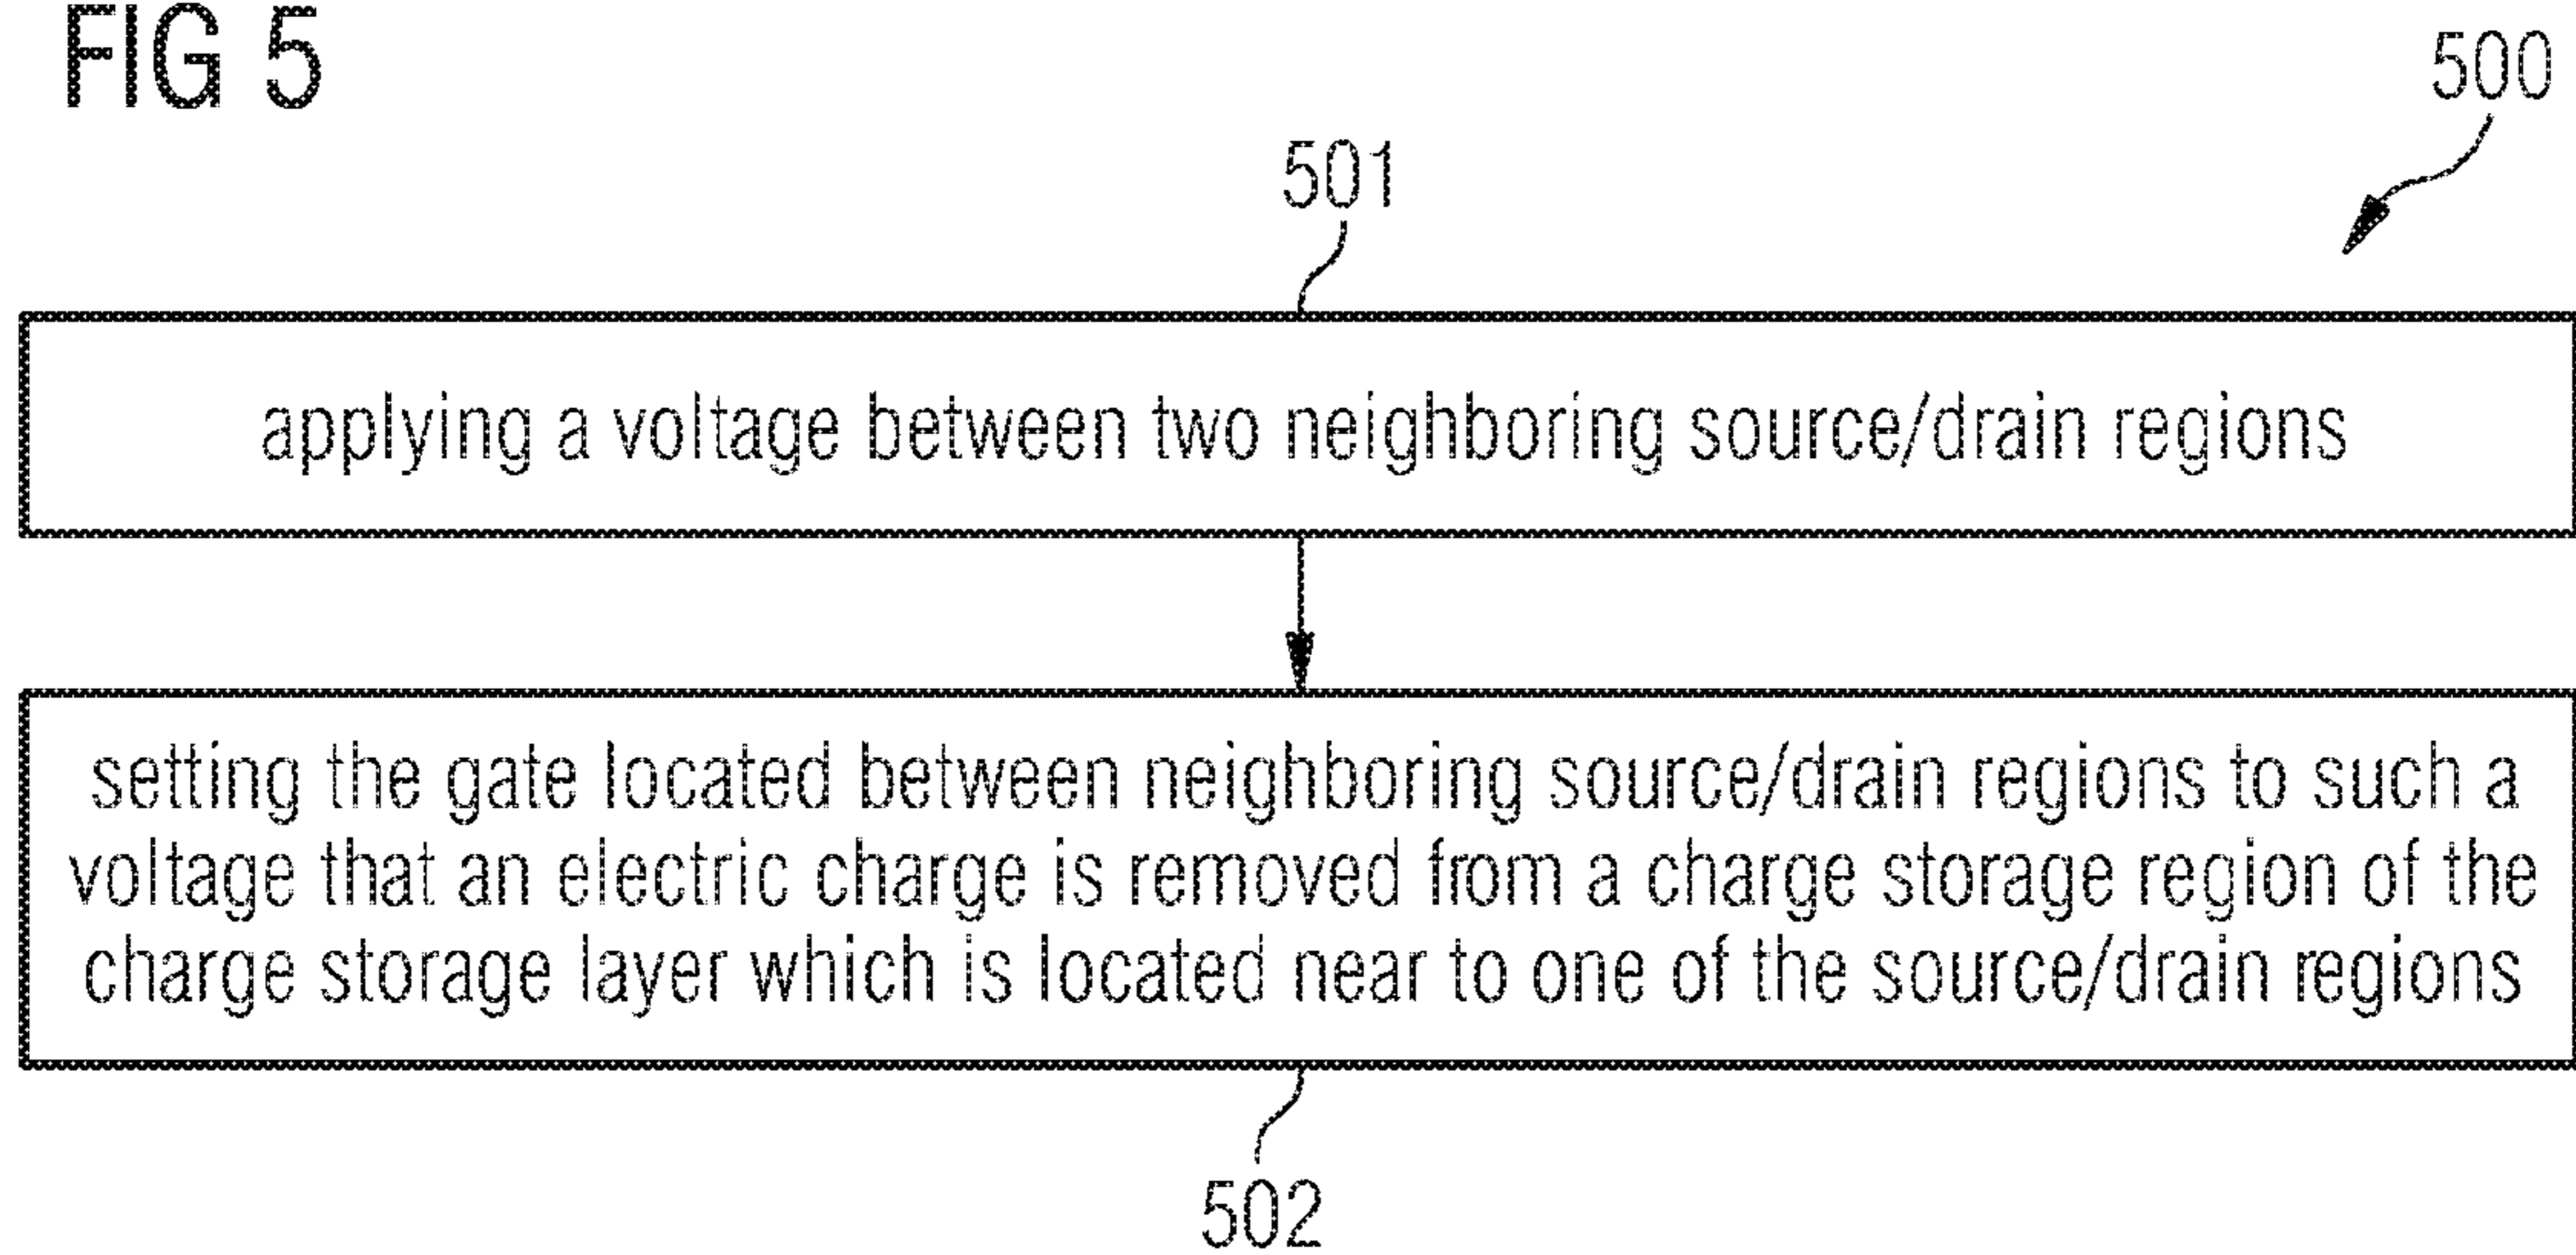 FIG 5
500
501
applying a voltage between two neighboring source/drain regions
setting the gate located between neighboring source/drain regions to such a
voltage that an electric charge is removed from a charge storage region of the
charge storage layer which is located near to one of the source/drain regions
502